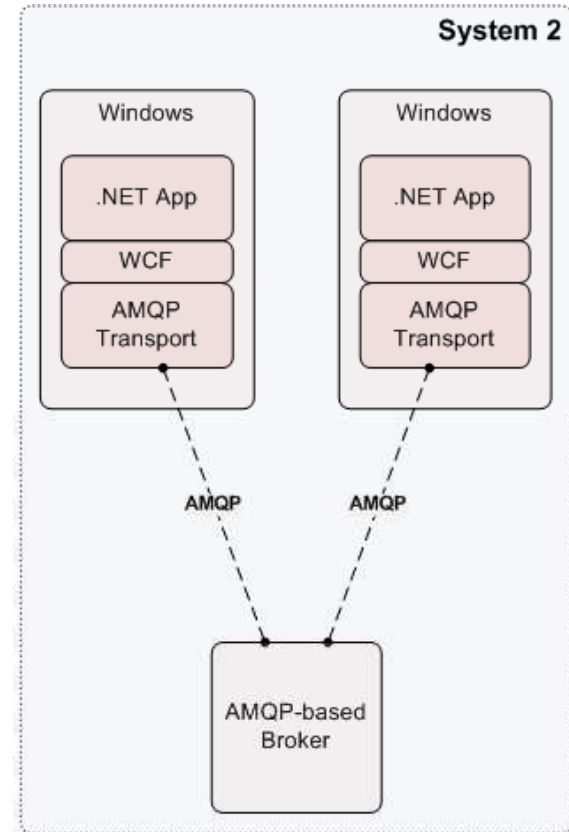 System 2
Windows
.NET App
WCF
AMQP
Transport
Windows
.NET App
WCF
AMQP
Transport
AMQP
AMQP
AMQP-based
Broker